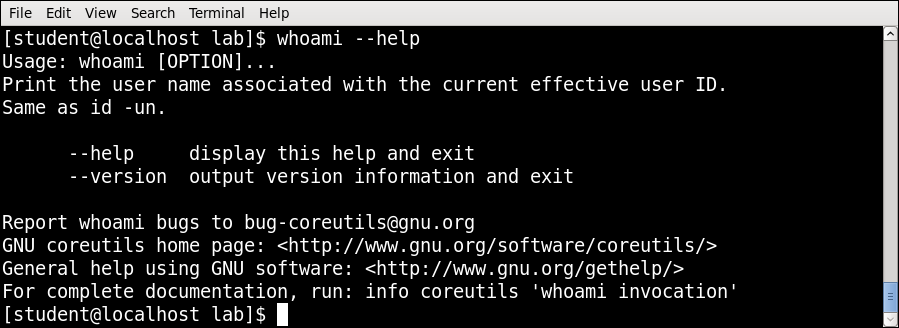 File Edit View Search Terminal Help
[student@localhost lab]$ whoami --help
Usage: whoami [OPTION]...
Print the user name associated with the current effective user ID.
Same as id -un.
--help display this help and exit
--version output version information and exit
Report whoami bugs to bug-coreutils@gnu.org
GNU coreutils home page: <http://www.gnu.org/software/coreutils/>
General help using GNU software: <http://www.gnu.org/gethelp/>
For complete documentation, run: info coreutils 'whoami invocation'
[student@localhost lab]$